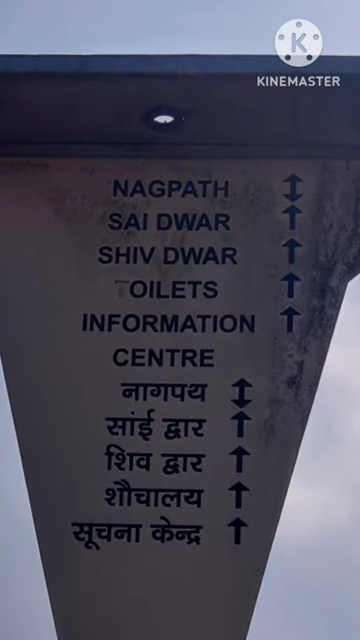 KINEMASTER
NAGPATH ↕
SAI DWAR ↑
SHIV DWAR ↑
TOILETS ↑
INFORMATION ↑
CENTRE
नागपथ ↕
सांई द्वार ↑
शिव द्वार ↑
शौचालय ↑
सूचना केन्द्र ↑